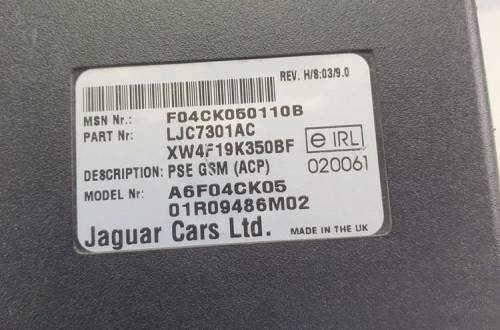 REV. H/S:03/9.0
MSN Nr.: F04CK050110B
PART Nr: LJC7301AC
XW4F19K350BF
e IRL
DESCRIPTION: PSE GSM (ACP) 020061
MODEL Nr: A6F04CK05
01R09486M02
Jaguar Cars Ltd. MADE IN THE UK